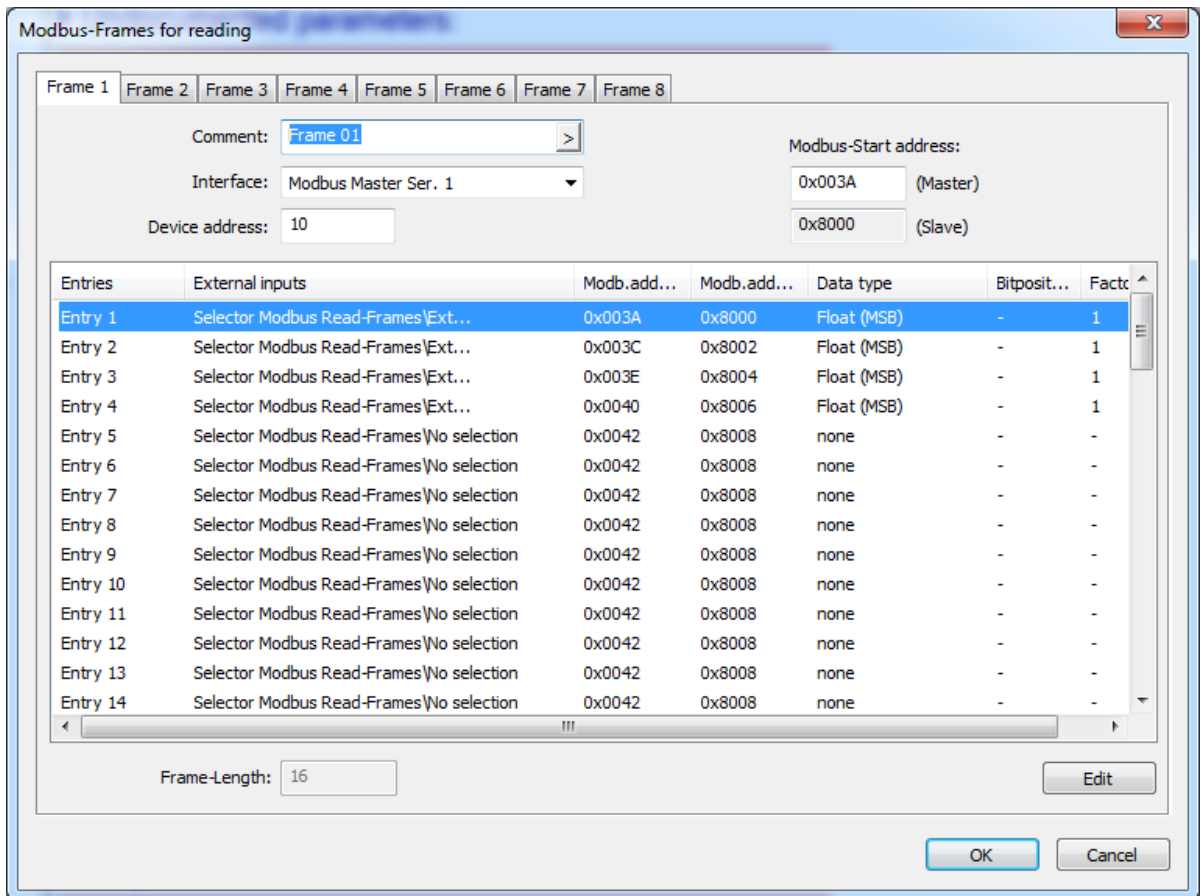 parameters:
Modbus-Frames for reading
Frame 1 Frame 2 Frame 3 Frame 4 Frame 5 Frame 6 Frame 7 Frame 8
Comment: Frame 01 >
Modbus-Start address:
Interface: Modbus Master Ser. 1
0x003A (Master)
Device address: 10
0x8000 (Slave)
Entries External inputs Modb.add... Modb.add... Data type Bitposit... Facto
Entry 1 Selector Modbus Read-Frames\Ext... 0x003A 0x8000 Float (MSB) - 1
Entry 2 Selector Modbus Read-Frames\Ext... 0x003C 0x8002 Float (MSB) - 1
Entry 3 Selector Modbus Read-Frames\Ext... 0x003E 0x8004 Float (MSB) - 1
Entry 4 Selector Modbus Read-Frames\Ext... 0x0040 0x8006 Float (MSB) - 1
Entry 5 Selector Modbus Read-Frames\No selection 0x0042 0x8008 none - -
Entry 6 Selector Modbus Read-Frames\No selection 0x0042 0x8008 none - -
Entry 7 Selector Modbus Read-Frames\No selection 0x0042 0x8008 none - -
Entry 8 Selector Modbus Read-Frames\No selection 0x0042 0x8008 none - -
Entry 9 Selector Modbus Read-Frames\No selection 0x0042 0x8008 none - -
Entry 10 Selector Modbus Read-Frames\No selection 0x0042 0x8008 none - -
Entry 11 Selector Modbus Read-Frames\No selection 0x0042 0x8008 none - -
Entry 12 Selector Modbus Read-Frames\No selection 0x0042 0x8008 none - -
Entry 13 Selector Modbus Read-Frames\No selection 0x0042 0x8008 none - -
Entry 14 Selector Modbus Read-Frames\No selection 0x0042 0x8008 none - -
Frame-Length: 16
Edit
OK Cancel